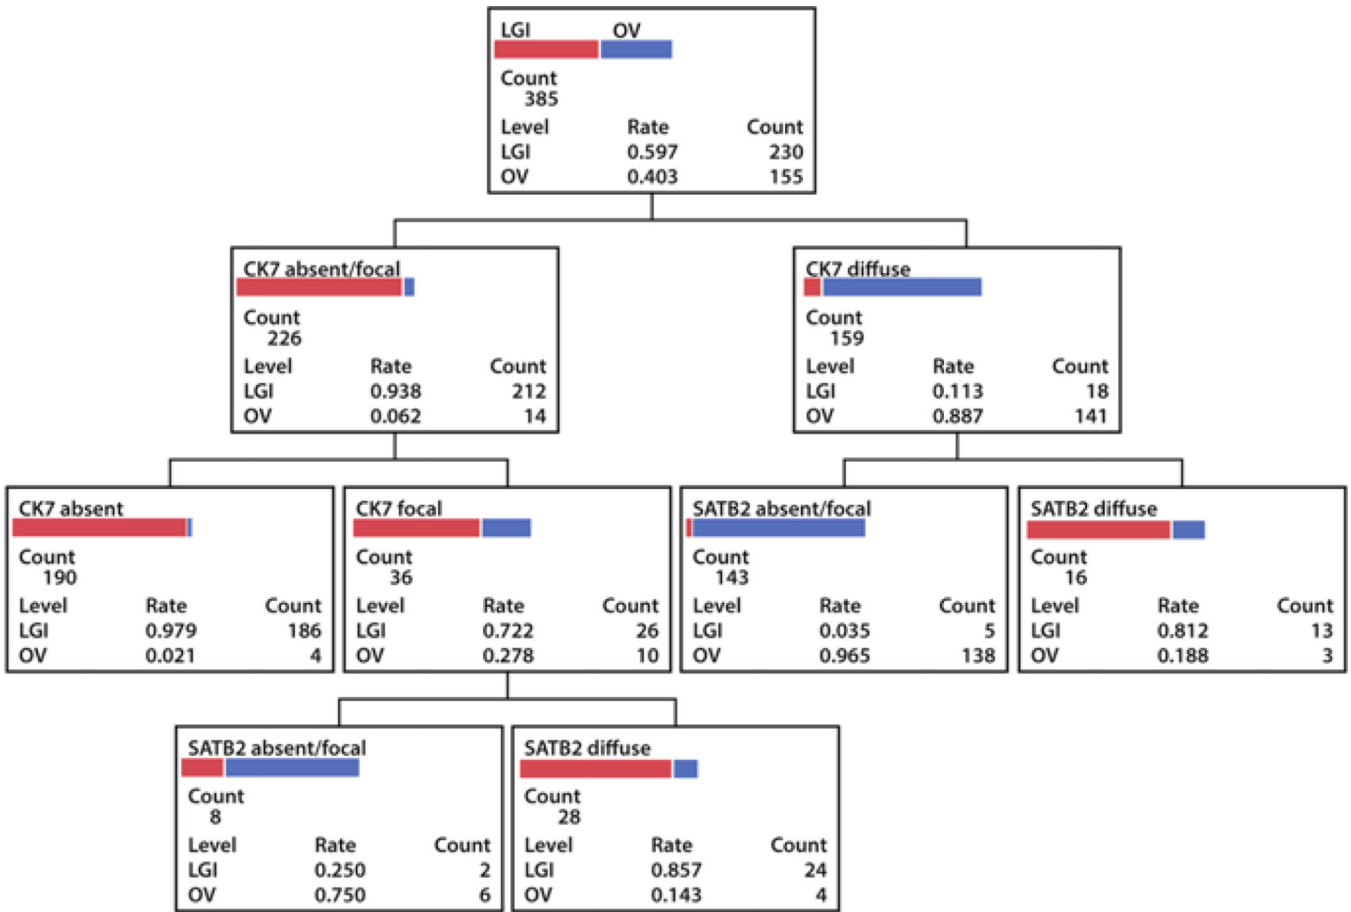 LGI OV
Count
385
Level Rate Count
LGI 0.597 230
OV 0.403 155
CK7 absent/focal
Count
226
Level Rate Count
LGI 0.938 212
OV 0.062 14
CK7 diffuse
Count
159
Level Rate Count
LGI 0.113 18
OV 0.887 141
CK7 absent
Count
190
Level Rate Count
LGI 0.979 186
OV 0.021 4
CK7 focal
Count
36
Level Rate Count
LGI 0.722 26
OV 0.278 10
SATB2 absent/focal
Count
143
Level Rate Count
LGI 0.035 5
OV 0.965 138
SATB2 diffuse
Count
16
Level Rate Count
LGI 0.812 13
OV 0.188 3
SATB2 absent/focal
Count
8
Level Rate Count
LGI 0.250 2
OV 0.750 6
SATB2 diffuse
Count
28
Level Rate Count
LGI 0.857 24
OV 0.143 4